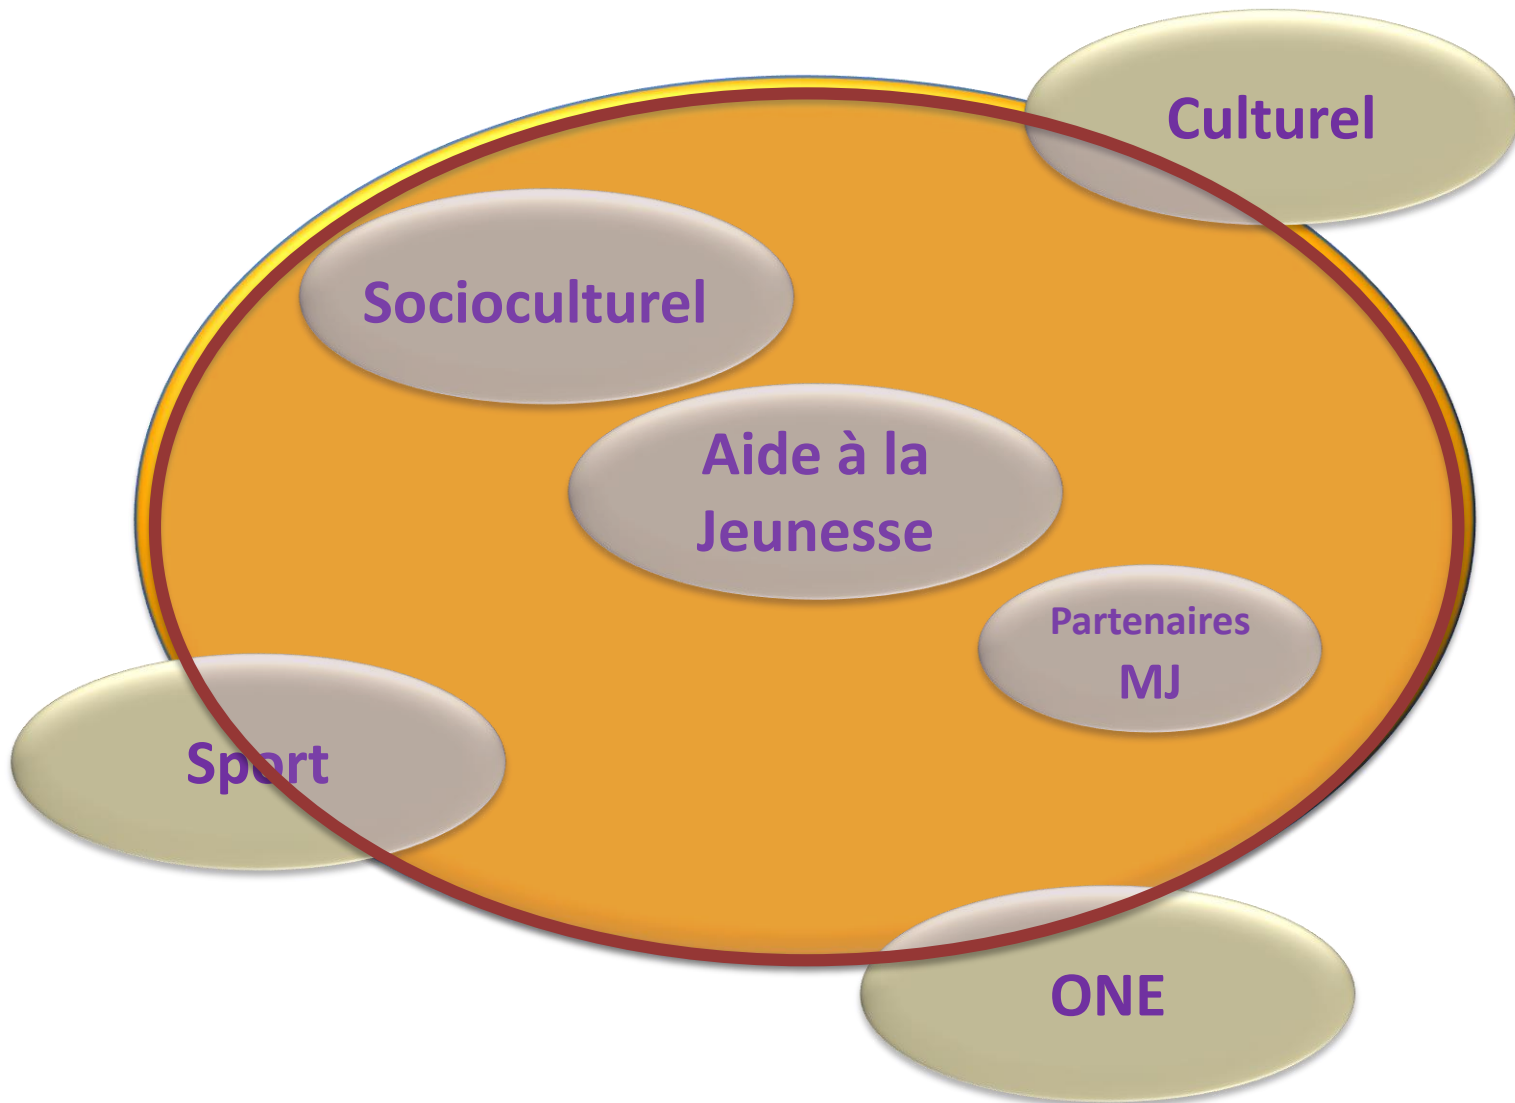 Culturel
Socioculturel
Aide à la
Jeunesse
Partenaires
MJ
Sport
ONE